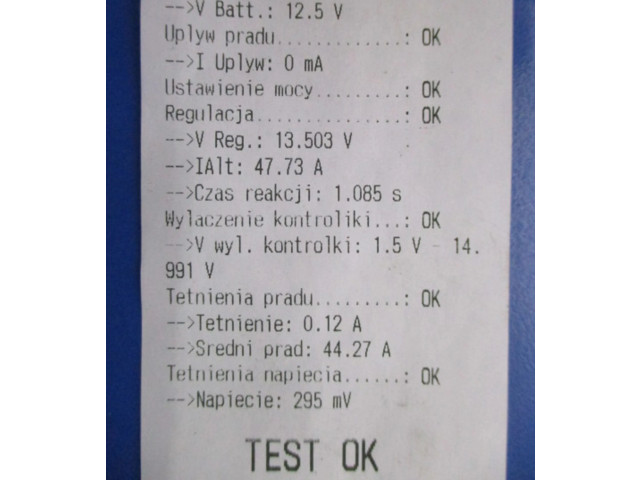 -->V Batt.: 12.5 V
Uplyw pradu.............: OK
-->I Uplyw: 0 mA
Ustawienie mocy.........: OK
Regulacja...............: OK
-->V Reg.: 13.503 V
-->IAlt: 47.73 A
-->Czas reakcji: 1.085 s
Wylaczenie kontroliki...: OK
-->V wyl. kontrolki: 1.5 V - 14.
991 V
Tetnienia pradu.........: OK
-->Tetnienie: 0.12 A
-->Sredni prad: 44.27 A
Tetnienia napiecia......: OK
-->Napiecie: 295 mV
TEST OK